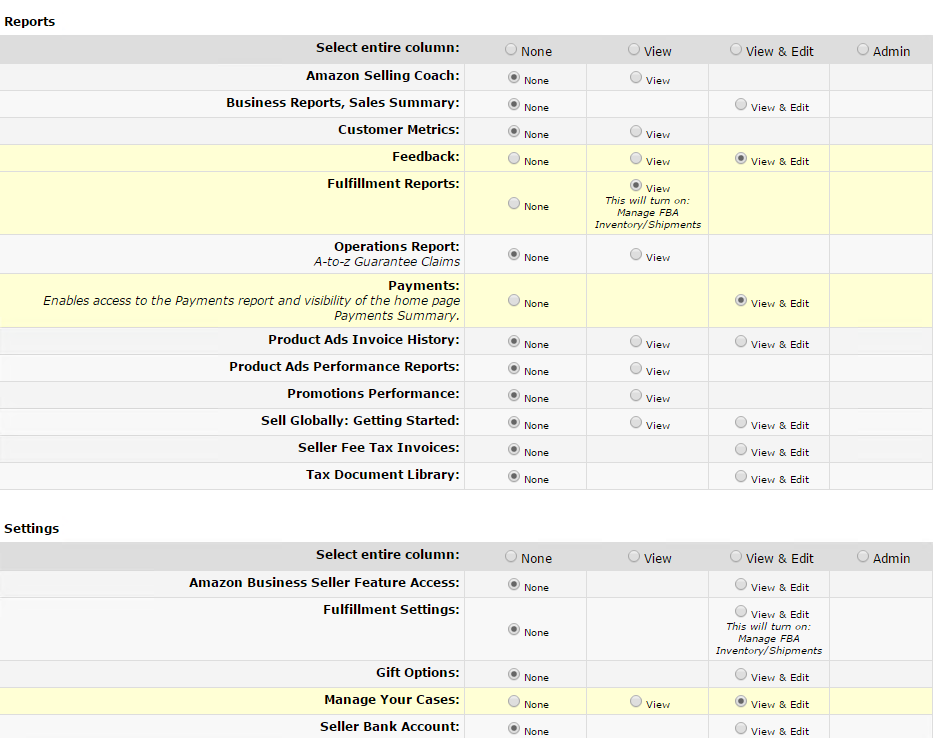 Reports
Select entire column: None View View & Edit Admin
Amazon Selling Coach: None View
Business Reports, Sales Summary: None View & Edit
Customer Metrics: None View
Feedback: None View View & Edit
Fulfillment Reports: None View
This will turn on:
Manage FBA
Inventory/Shipments
Operations Report: None View
A-to-z Guarantee Claims
Payments: None View & Edit
Enables access to the Payments report and visibility of the home page
Payments Summary.
Product Ads Invoice History: None View View & Edit
Product Ads Performance Reports: None View
Promotions Performance: None View
Sell Globally: Getting Started: None View View & Edit
Seller Fee Tax Invoices: None View & Edit
Tax Document Library: None View & Edit
Settings
Select entire column: None View View & Edit Admin
Amazon Business Seller Feature Access: None View & Edit
Fulfillment Settings: None View & Edit
This will turn on:
Manage FBA
Inventory/Shipments
Gift Options: None View & Edit
Manage Your Cases: None View View & Edit
Seller Bank Account: None View & Edit